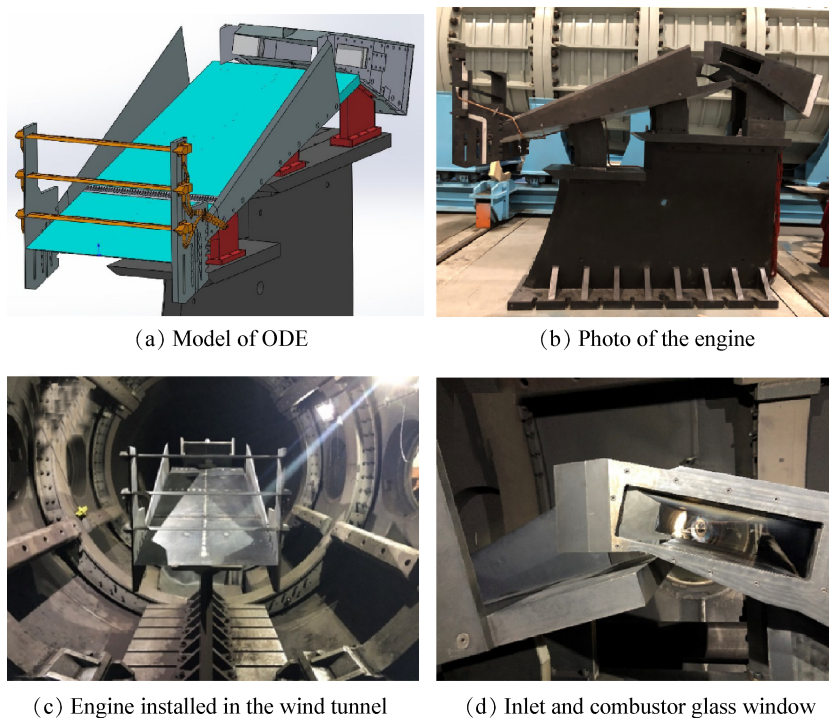 (a) Model of ODE
(b) Photo of the engine
(c) Engine installed in the wind tunnel
(d) Inlet and combustor glass window